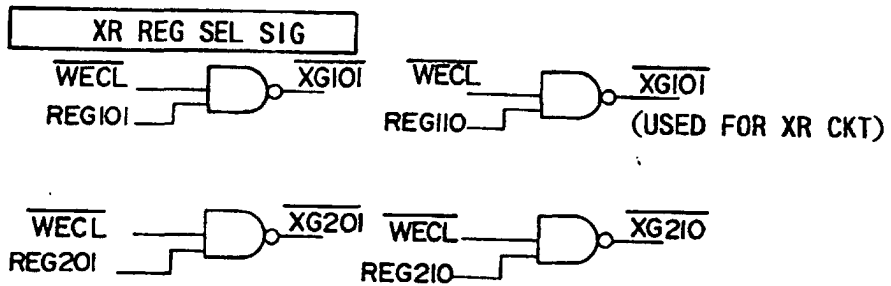 XR REG SEL SIG
WECL XG101
REG101
WECL XG101
REG110
(USED FOR XR CKT)
WECL XG201
REG201
WECL XG210
REG210